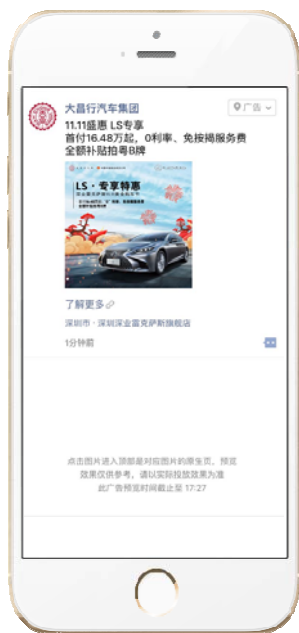 大昌行汽车集团
广告
11.11盛惠 LS专享
首付16.48万起，0利率、免按揭服务费
全额补贴拍粤B牌
LS·专享特惠
了解更多
深圳市·深圳深业雷克萨斯旗舰店
1分钟前
点击图片进入顶部是对应图片的原生页，预览
效果仅供参考，请以实际投放效果为准
此广告预览时间截止至 17:27